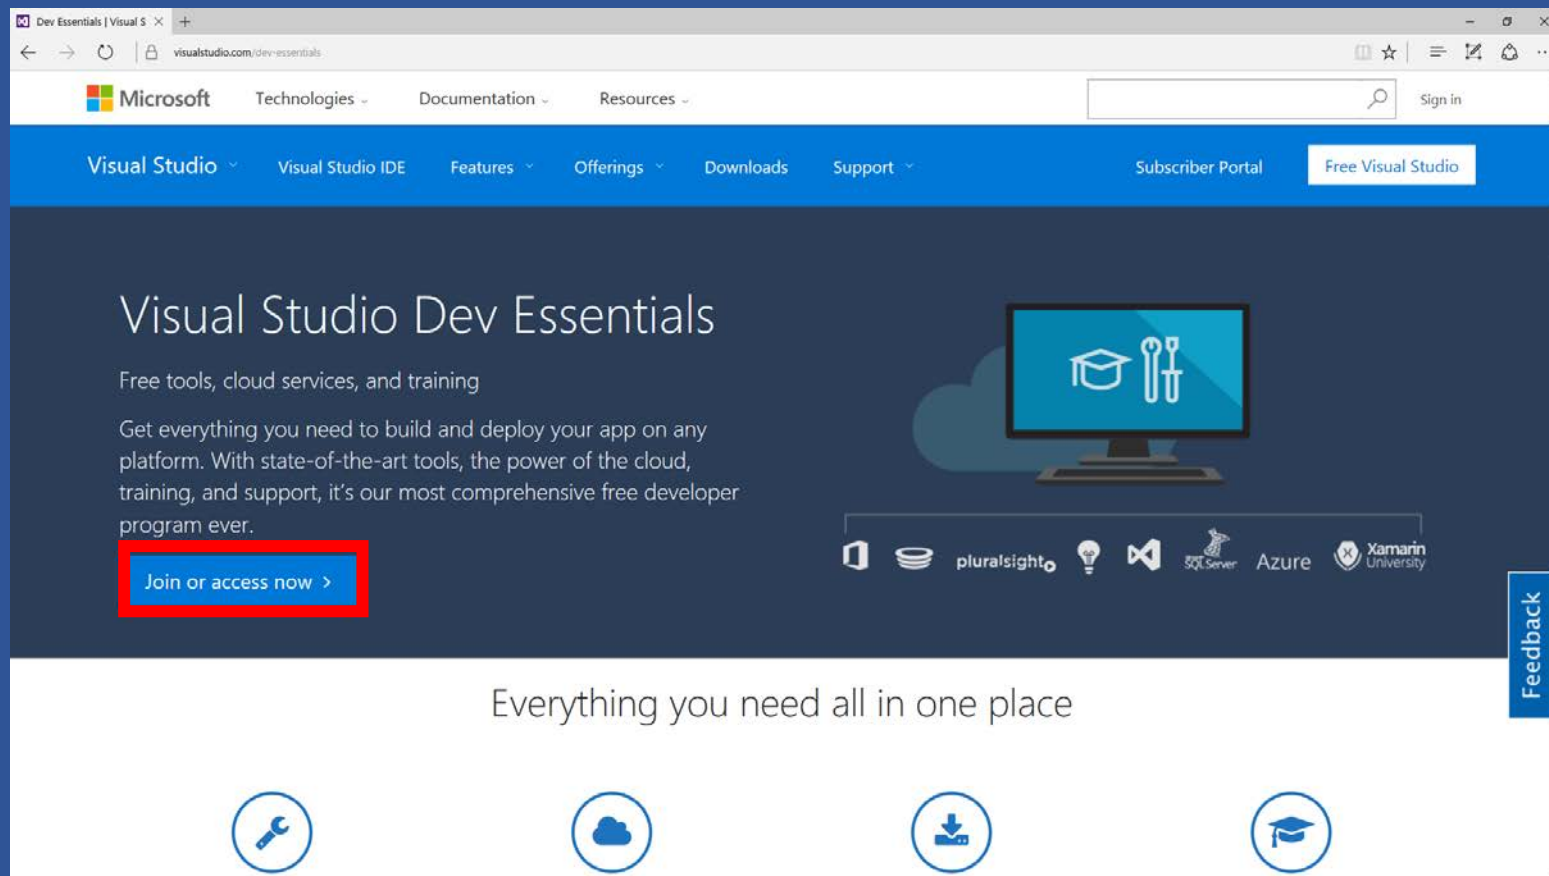 Dev Essentials | Visual S
visualstudio.com/dev-essentials
Microsoft Technologies Documentation Resources Sign in
Visual Studio Visual Studio IDE Features Offerings Downloads Support Subscriber Portal Free Visual Studio
Visual Studio Dev Essentials
Free tools, cloud services, and training
Get everything you need to build and deploy your app on any
platform. With state-of-the-art tools, the power of the cloud,
training, and support, it's our most comprehensive free developer
program ever.
Join or access now >
pluralsight SQL Server Azure Xamarin University
Feedback
Everything you need all in one place